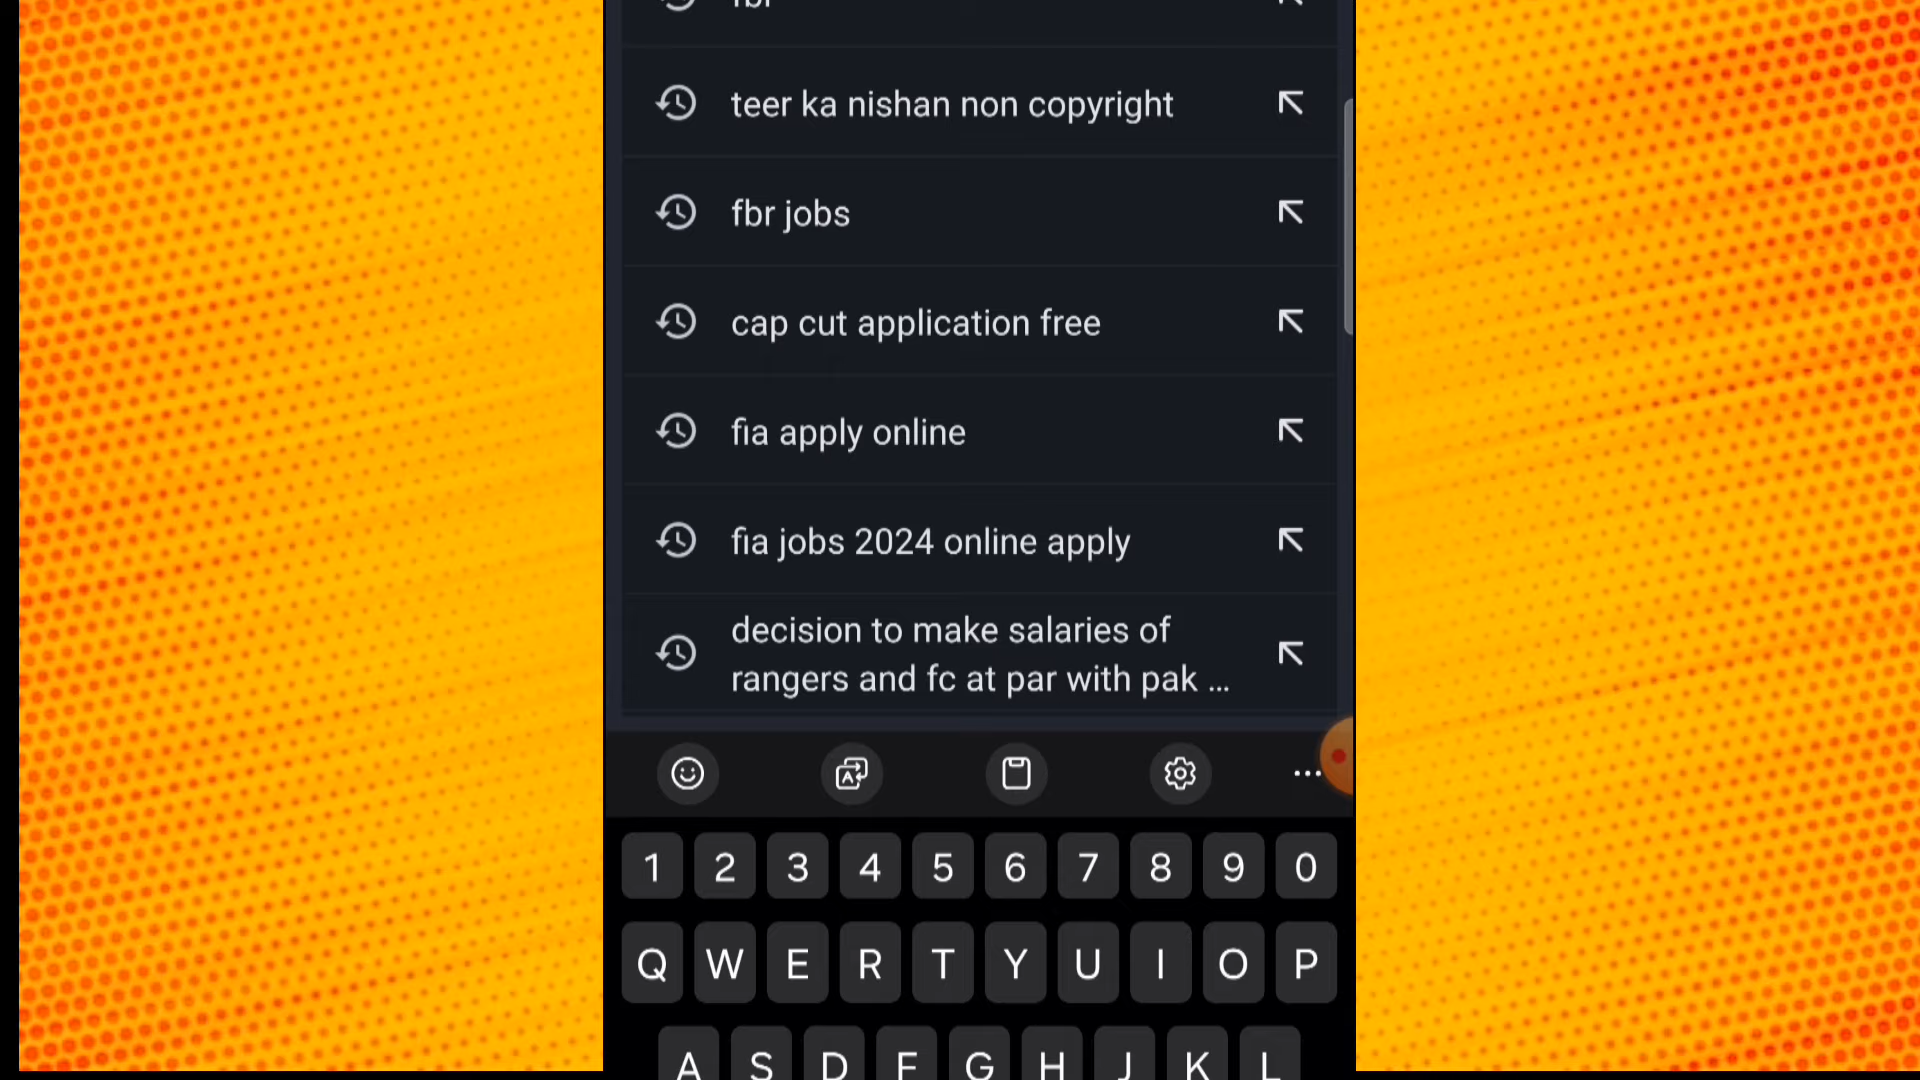 fbr
teer ka nishan non copyright
fbr jobs
cap cut application free
fia apply online
fia jobs 2024 online apply
decision to make salaries of
rangers and fc at par with pak ...
1 2 3 4 5 6 7 8 9 0
Q W E R T Y U I O P
A S D F G H J K L